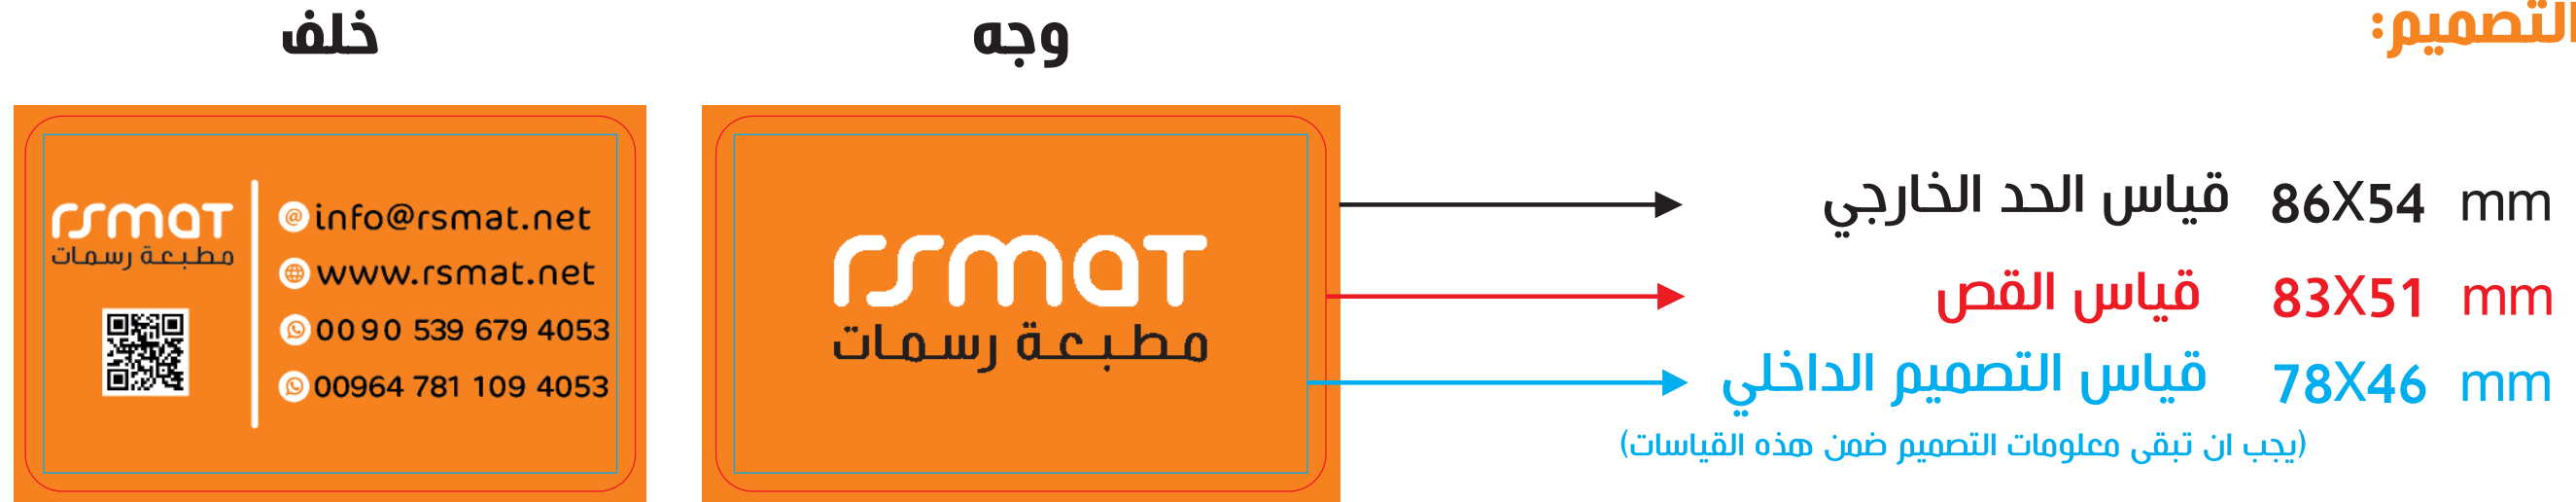 التصميم:
وجه
خلف
قياس الحد الخارجي 86X54 mm
قياس القص 83X51 mm
قياس التصميم الداخلي 78X46 mm
(يجب ان تبقى معلومات التصميم ضمن هذه القياسات)
rsmat
مطبعة رسمات
rsmat
مطبعة رسمات
info@rsmat.net
www.rsmat.net
0090 539 679 4053
00964 781 109 4053